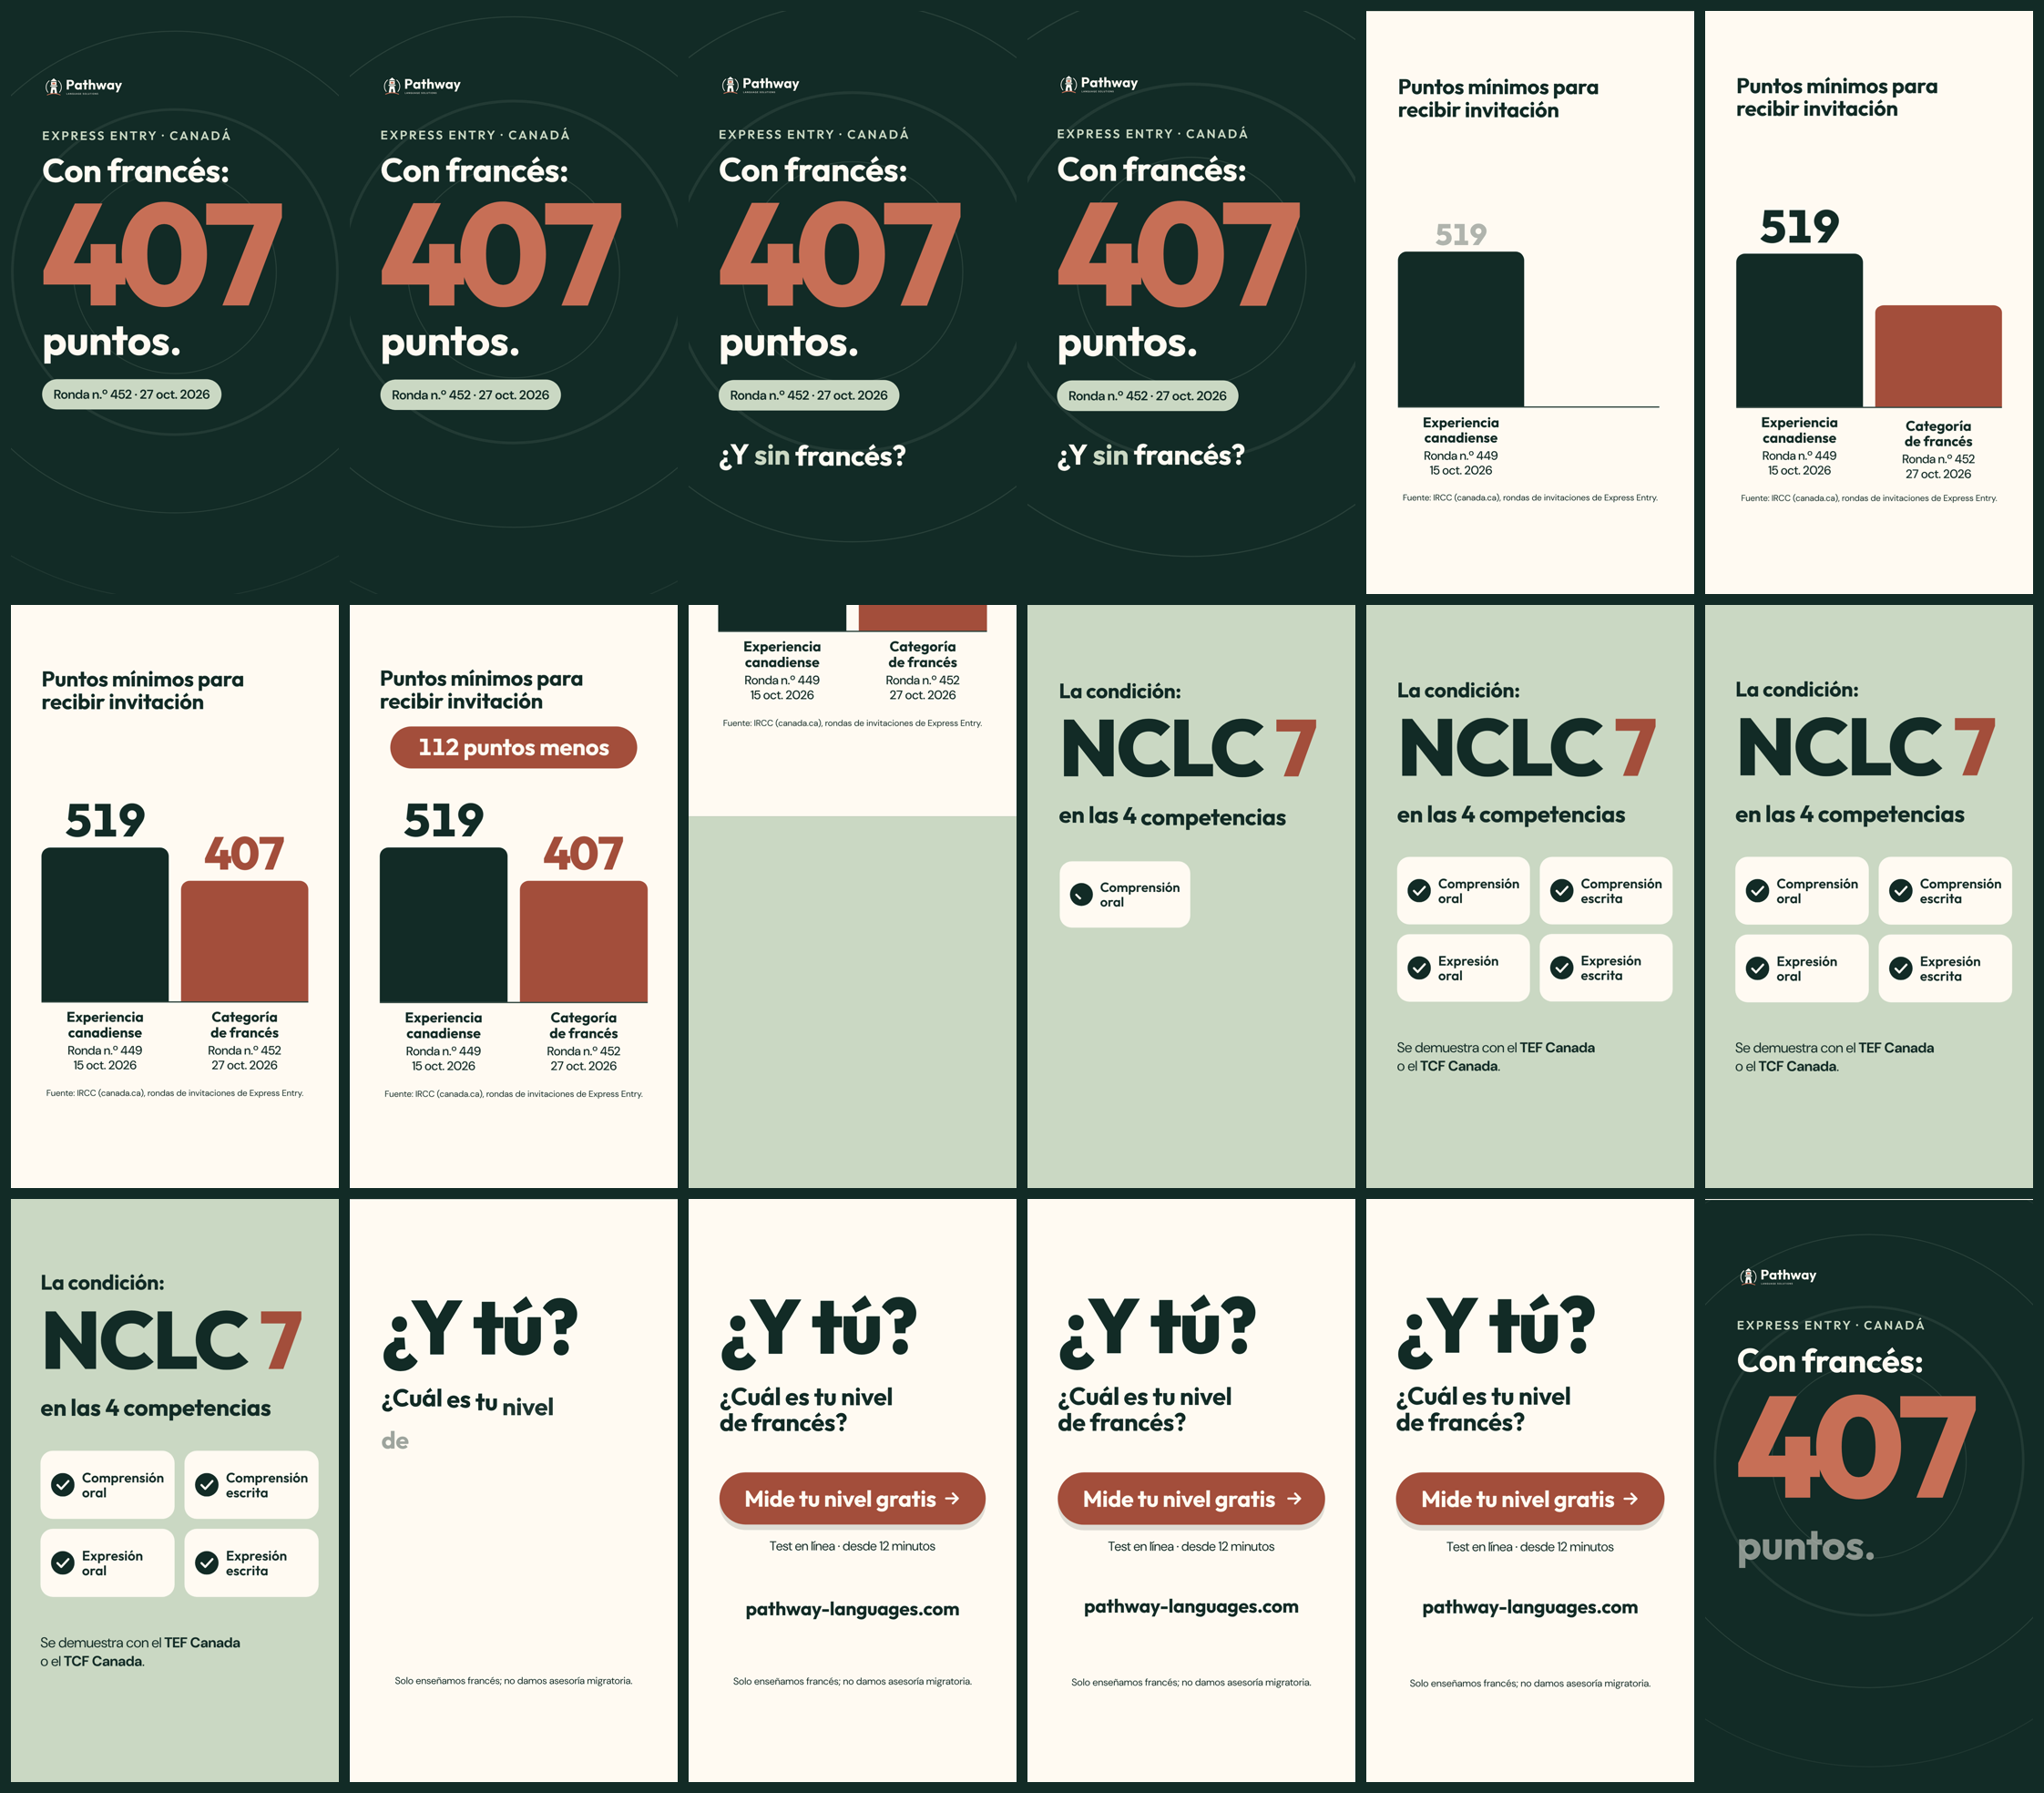 Pathway
EXPRESS ENTRY · CANADÁ
Con francés:
407
puntos.
Ronda n.º 452 · 27 oct. 2026
Pathway
EXPRESS ENTRY · CANADÁ
Con francés:
407
puntos.
Ronda n.º 452 · 27 oct. 2026
Pathway
EXPRESS ENTRY · CANADÁ
Con francés:
407
puntos.
Ronda n.º 452 · 27 oct. 2026
¿Y sin francés?
Pathway
EXPRESS ENTRY · CANADÁ
Con francés:
407
puntos.
Ronda n.º 452 · 27 oct. 2026
¿Y sin francés?
Puntos mínimos para
recibir invitación
519
Experiencia
canadiense
Ronda n.º 449
15 oct. 2026
Fuente: IRCC (canada.ca), rondas de invitaciones de Express Entry.
Puntos mínimos para
recibir invitación
519
Experiencia
canadiense
Ronda n.º 449
15 oct. 2026
Categoría
de francés
Ronda n.º 452
27 oct. 2026
Fuente: IRCC (canada.ca), rondas de invitaciones de Express Entry.
Puntos mínimos para
recibir invitación
519
407
Experiencia
canadiense
Ronda n.º 449
15 oct. 2026
Categoría
de francés
Ronda n.º 452
27 oct. 2026
Fuente: IRCC (canada.ca), rondas de invitaciones de Express Entry.
Puntos mínimos para
recibir invitación
112 puntos menos
519
407
Experiencia
canadiense
Ronda n.º 449
15 oct. 2026
Categoría
de francés
Ronda n.º 452
27 oct. 2026
Fuente: IRCC (canada.ca), rondas de invitaciones de Express Entry.
Experiencia
canadiense
Ronda n.º 449
15 oct. 2026
Categoría
de francés
Ronda n.º 452
27 oct. 2026
Fuente: IRCC (canada.ca), rondas de invitaciones de Express Entry.
La condición:
NCLC 7
en las 4 competencias
Comprensión
oral
La condición:
NCLC 7
en las 4 competencias
Comprensión
oral
Comprensión
escrita
Expresión
oral
Expresión
escrita
Se demuestra con el TEF Canada
o el TCF Canada.
La condición:
NCLC 7
en las 4 competencias
Comprensión
oral
Comprensión
escrita
Expresión
oral
Expresión
escrita
Se demuestra con el TEF Canada
o el TCF Canada.
La condición:
NCLC 7
en las 4 competencias
Comprensión
oral
Comprensión
escrita
Expresión
oral
Expresión
escrita
Se demuestra con el TEF Canada
o el TCF Canada.
¿Y tú?
¿Cuál es tu nivel
de
Solo enseñamos francés; no damos asesoría migratoria.
¿Y tú?
¿Cuál es tu nivel
de francés?
Mide tu nivel gratis →
Test en línea · desde 12 minutos
pathway-languages.com
Solo enseñamos francés; no damos asesoría migratoria.
¿Y tú?
¿Cuál es tu nivel
de francés?
Mide tu nivel gratis →
Test en línea · desde 12 minutos
pathway-languages.com
Solo enseñamos francés; no damos asesoría migratoria.
¿Y tú?
¿Cuál es tu nivel
de francés?
Mide tu nivel gratis →
Test en línea · desde 12 minutos
pathway-languages.com
Solo enseñamos francés; no damos asesoría migratoria.
Pathway
EXPRESS ENTRY · CANADÁ
Con francés:
407
puntos.